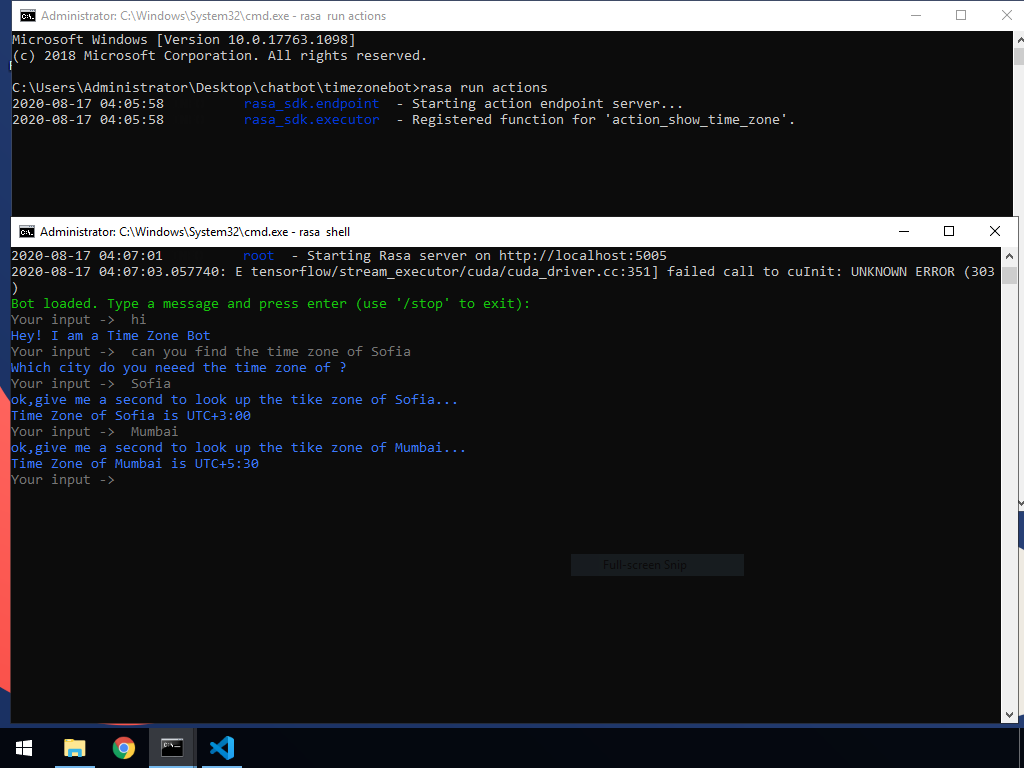 Administrator: C:\Windows\System32\cmd.exe - rasa  run actions
Microsoft Windows [Version 10.0.17763.1098]
(c) 2018 Microsoft Corporation. All rights reserved.
C:\Users\Administrator\Desktop\chatbot\timezonebot>rasa run actions
2020-08-17 04:05:58 rasa_sdk.endpoint - Starting action endpoint server...
2020-08-17 04:05:58 rasa_sdk.executor - Registered function for 'action_show_time_zone'.
Administrator: C:\Windows\System32\cmd.exe - rasa  shell
2020-08-17 04:07:01 root - Starting Rasa server on http://localhost:5005
2020-08-17 04:07:03.057740: E tensorflow/stream_executor/cuda/cuda_driver.cc:351] failed call to cuInit: UNKNOWN ERROR (303
)
Bot loaded. Type a message and press enter (use '/stop' to exit):
Your input ->  hi
Hey! I am a Time Zone Bot
Your input ->  can you find the time zone of Sofia
Which city do you neeed the time zone of ?
Your input ->  Sofia
ok,give me a second to look up the tike zone of Sofia...
Time Zone of Sofia is UTC+3:00
Your input ->  Mumbai
ok,give me a second to look up the tike zone of Mumbai...
Time Zone of Mumbai is UTC+5:30
Your input ->
Full-screen Snip